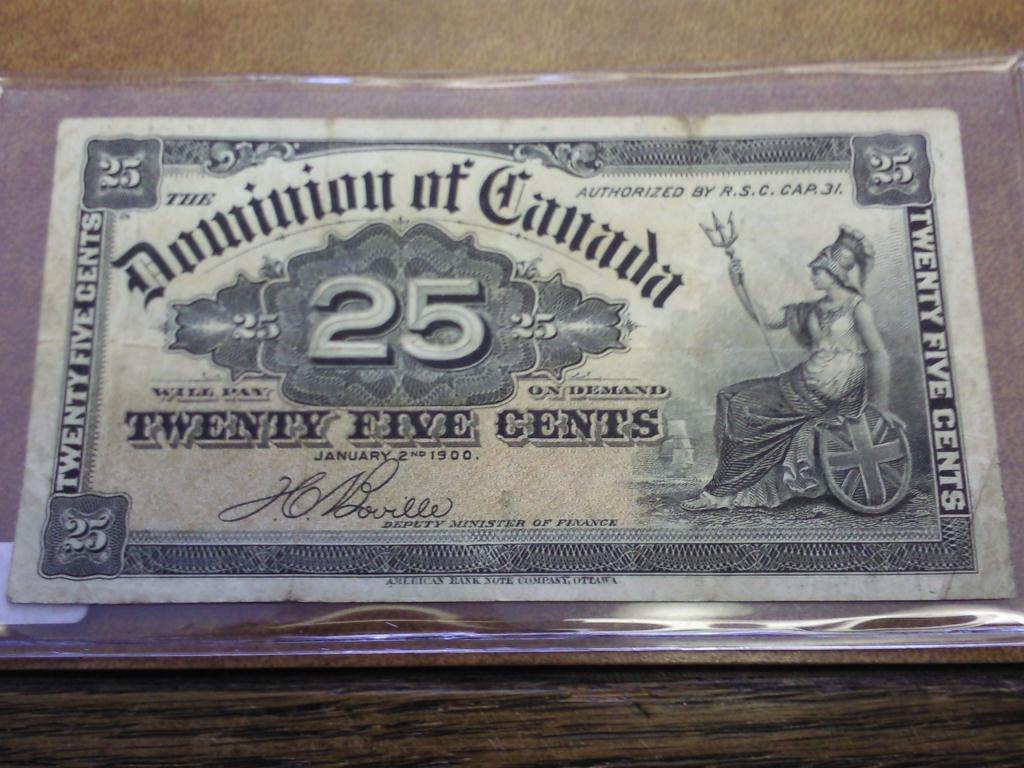 25
25
THE
Dominion of Canada
AUTHORIZED BY R.S.C. CAP. 31.
25
25
25
WILL PAY
ON DEMAND
TWENTY FIVE CENTS
JANUARY 2ND 1900.
J.C. Boville
DEPUTY MINISTER OF FINANCE
TWENTY FIVE CENTS
TWENTY FIVE CENTS
25
AMERICAN BANK NOTE COMPANY, OTTAWA